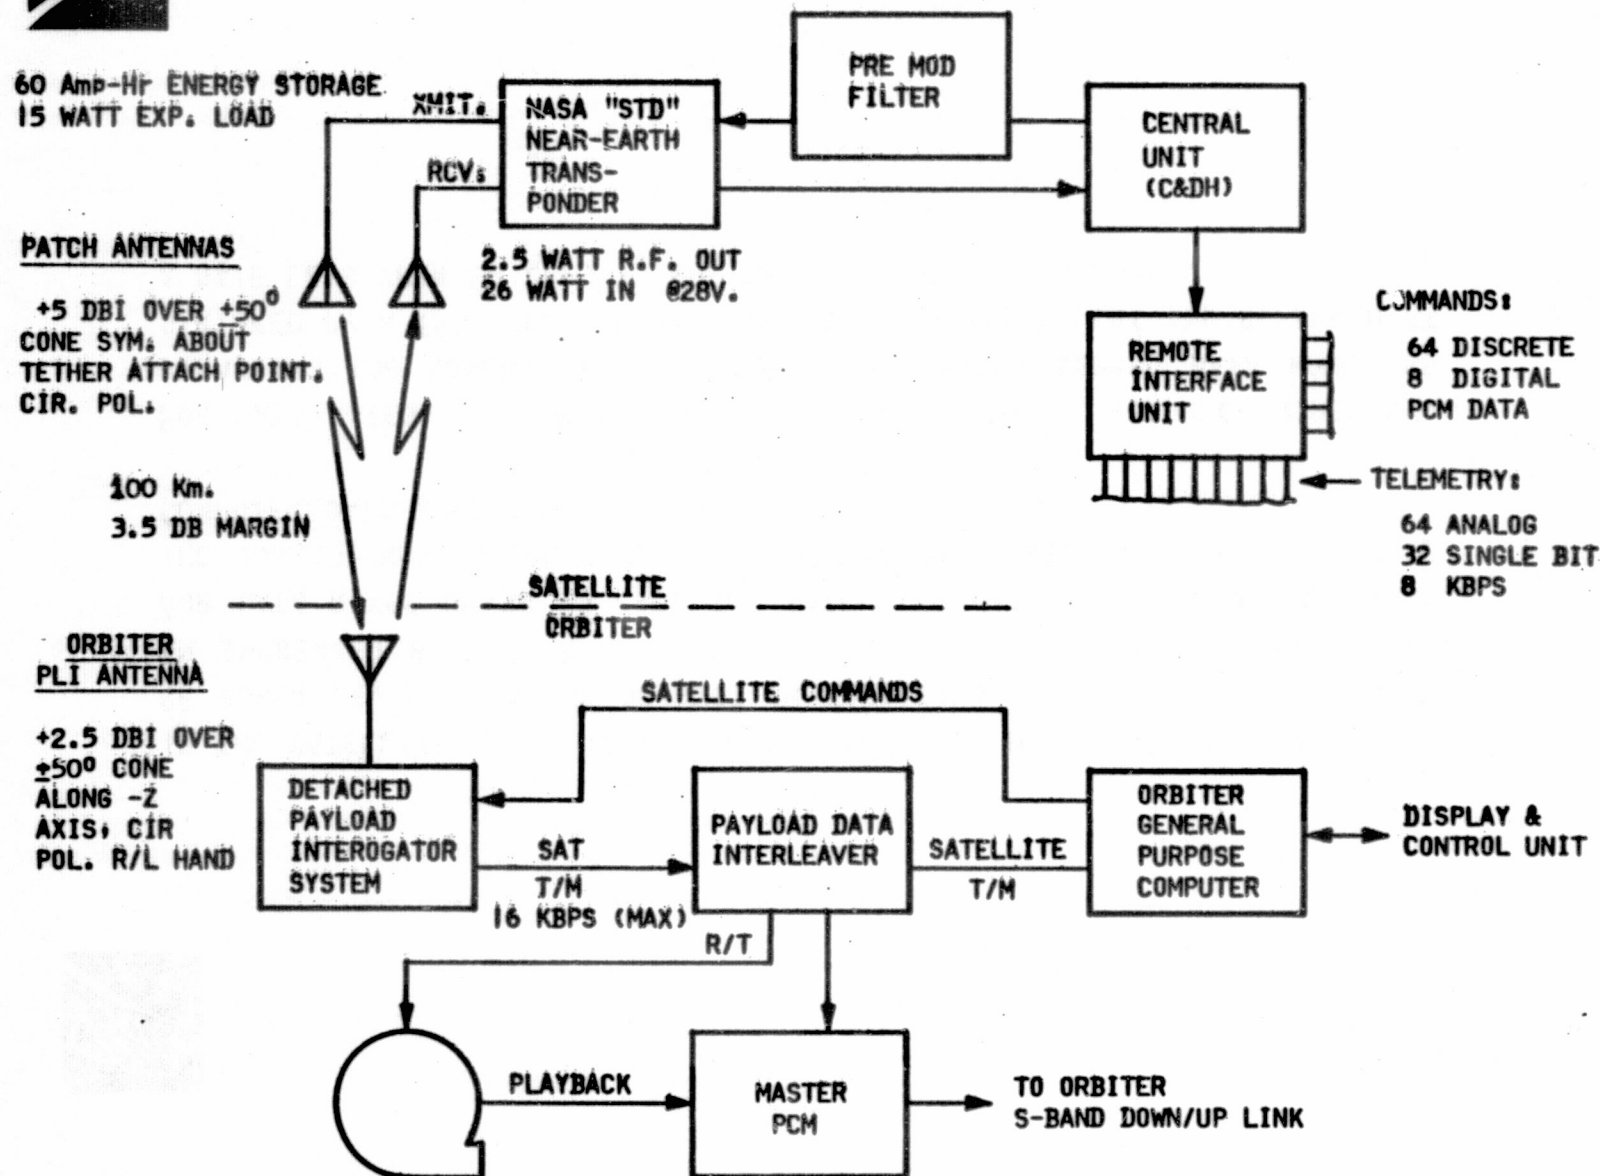 60 Amp-Hr ENERGY STORAGE
15 WATT EXP. LOAD
XMIT.
RCV.
NASA "STD"
NEAR-EARTH
TRANS-
PONDER
PRE MOD
FILTER
CENTRAL
UNIT
(C&DH)
2.5 WATT R.F. OUT
26 WATT IN @28V.
PATCH ANTENNAS
+5 DBI OVER ±50⁰
CONE SYM. ABOUT
TETHER ATTACH POINT.
CIR. POL.
REMOTE
INTERFACE
UNIT
COMMANDS:
64 DISCRETE
8 DIGITAL
PCM DATA
TELEMETRY:
64 ANALOG
32 SINGLE BIT
8 KBPS
100 Km.
3.5 DB MARGIN
SATELLITE
ORBITER
ORBITER
PLI ANTENNA
+2.5 DBI OVER
±50⁰ CONE
ALONG -Z
AXIS, CIR
POL. R/L HAND
SATELLITE COMMANDS
DETACHED
PAYLOAD
INTEROGATOR
SYSTEM
SAT
T/M
16 KBPS (MAX)
PAYLOAD DATA
INTERLEAVER
SATELLITE
T/M
ORBITER
GENERAL
PURPOSE
COMPUTER
DISPLAY &
CONTROL UNIT
R/T
PLAYBACK
MASTER
PCM
TO ORBITER
S-BAND DOWN/UP LINK